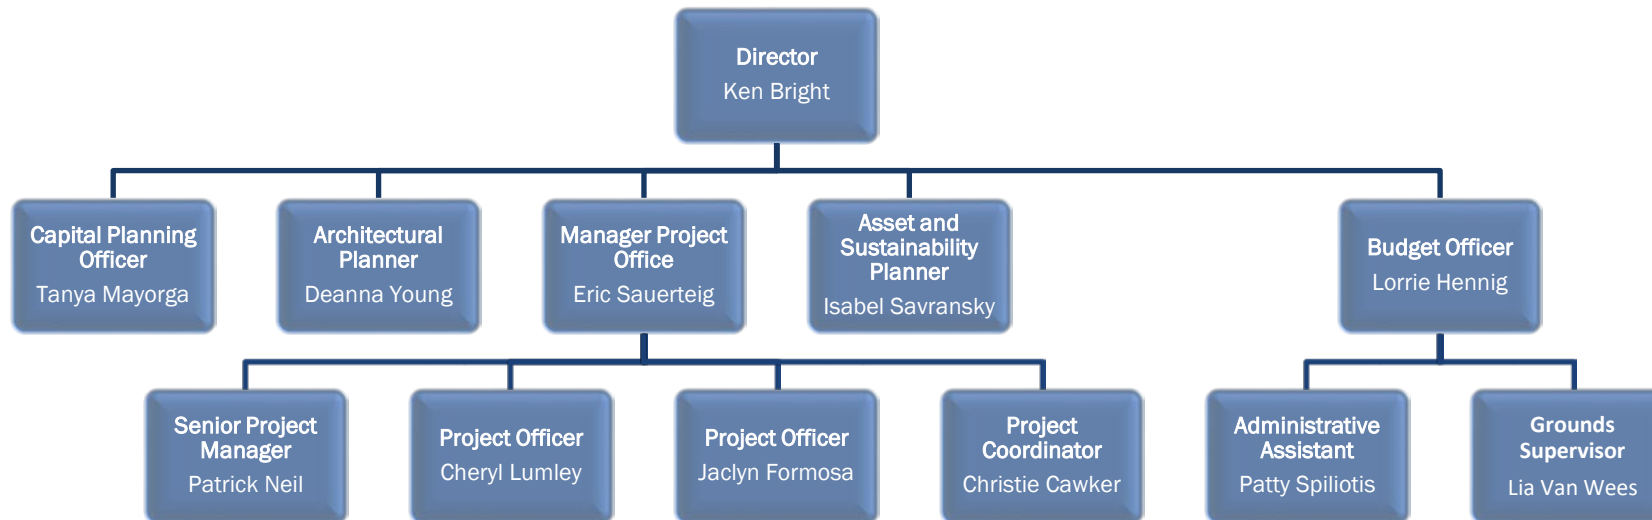 Director
Ken Bright
Capital Planning
Officer
Tanya Mayorga
Architectural
Planner
Deanna Young
Manager Project
Office
Eric Sauerteig
Asset and
Sustainability
Planner
Isabel Savransky
Budget Officer
Lorrie Hennig
Senior Project
Manager
Patrick Neil
Project Officer
Cheryl Lumley
Project Officer
Jaclyn Formosa
Project
Coordinator
Christie Cawker
Administrative
Assistant
Patty Spiliotis
Grounds
Supervisor
Lia Van Wees